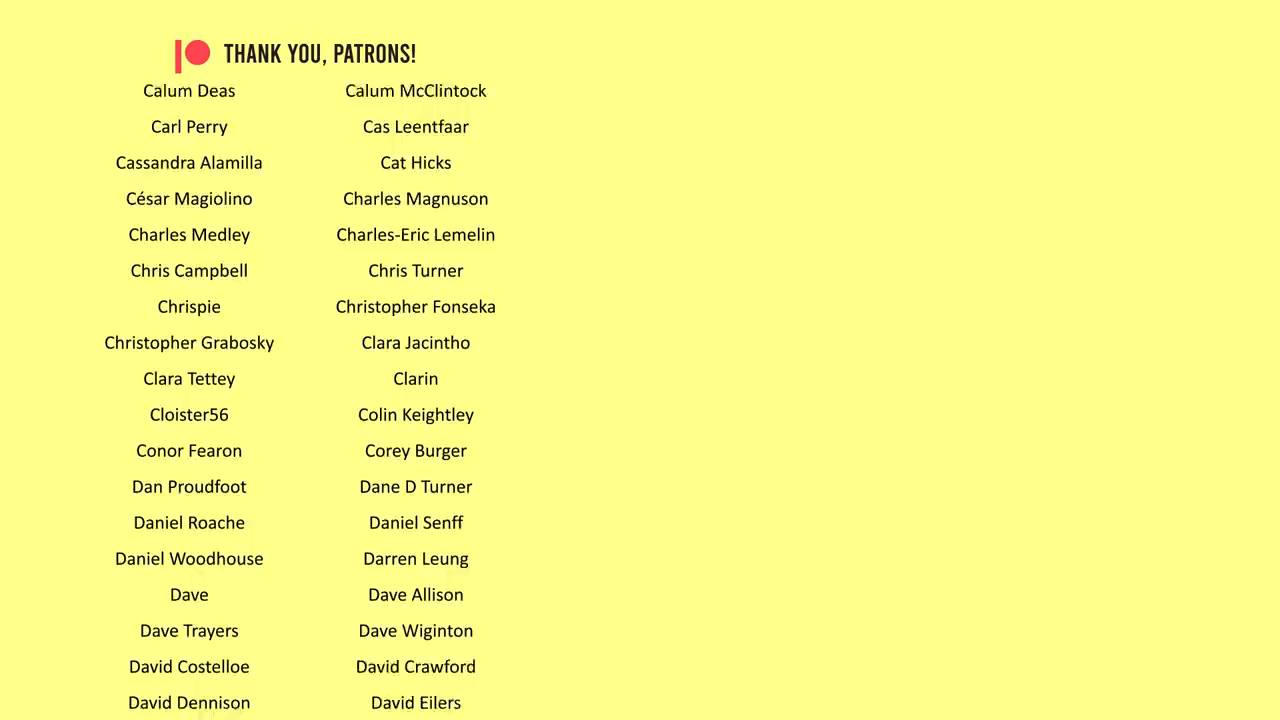 THANK YOU, PATRONS!
Calum Deas Calum McClintock
Carl Perry Cas Leentfaar
Cassandra Alamilla Cat Hicks
César Magiolino Charles Magnuson
Charles Medley Charles-Eric Lemelin
Chris Campbell Chris Turner
Chrispie Christopher Fonseka
Christopher Grabosky Clara Jacintho
Clara Tettey Clarin
Cloister56 Colin Keightley
Conor Fearon Corey Burger
Dan Proudfoot Dane D Turner
Daniel Roache Daniel Senff
Daniel Woodhouse Darren Leung
Dave Dave Allison
Dave Trayers Dave Wiginton
David Costelloe David Crawford
David Dennison David Eilers